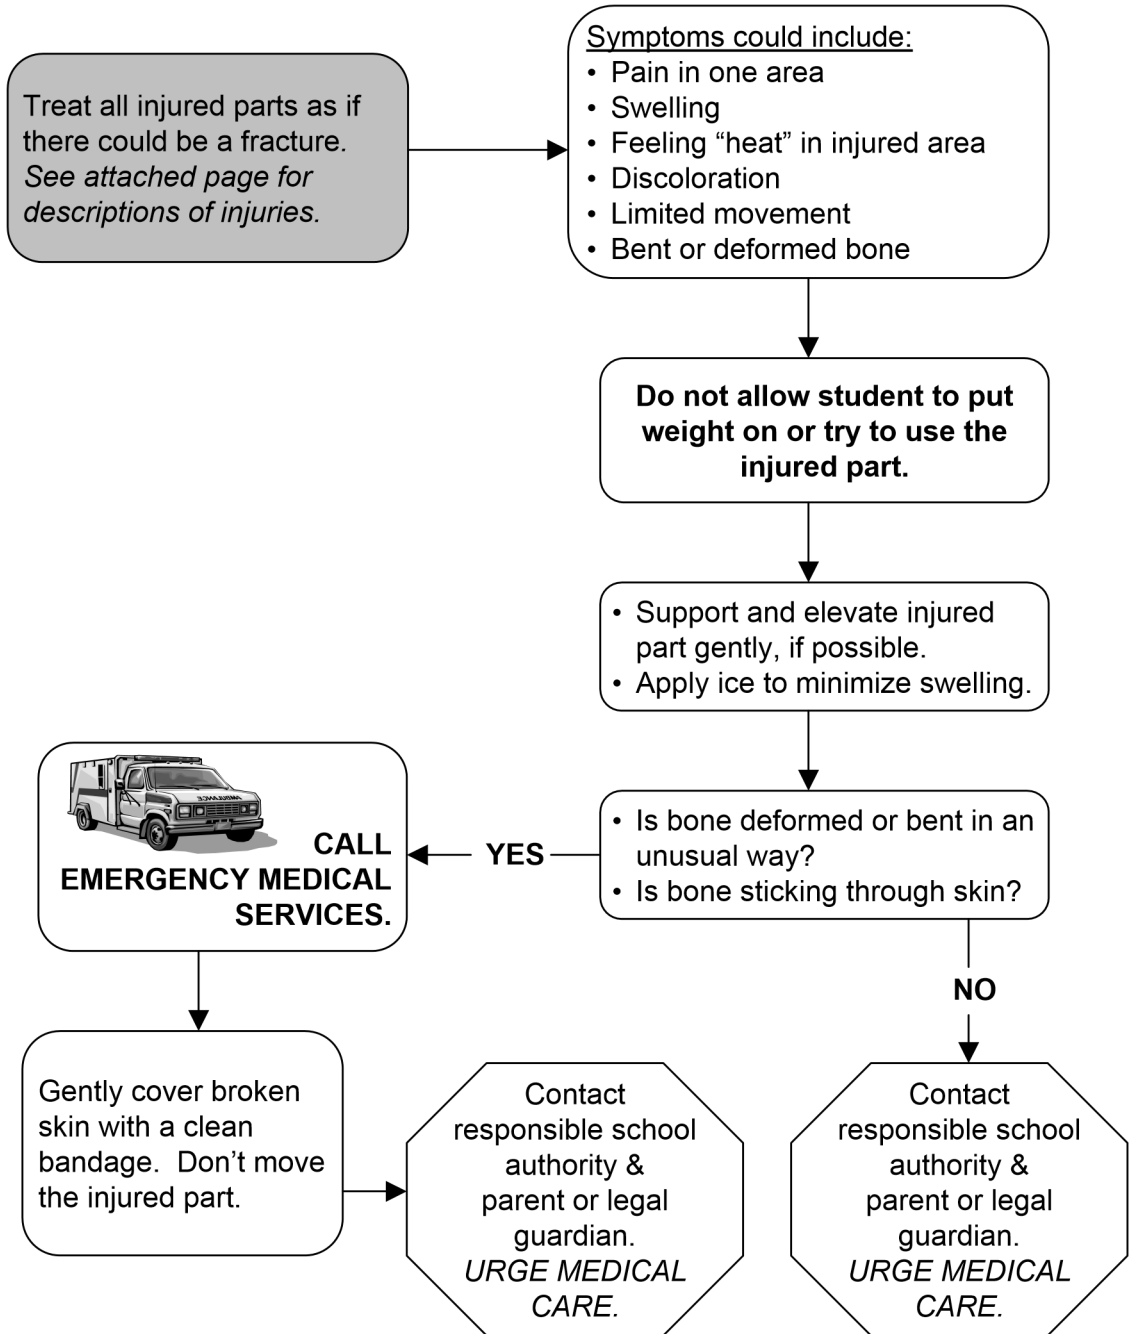 Treat all injured parts as if
there could be a fracture.
See attached page for
descriptions of injuries.
Symptoms could include:
• Pain in one area
• Swelling
• Feeling “heat” in injured area
• Discoloration
• Limited movement
• Bent or deformed bone
Do not allow student to put
weight on or try to use the
injured part.
• Support and elevate injured
part gently, if possible.
• Apply ice to minimize swelling.
• Is bone deformed or bent in an
unusual way?
• Is bone sticking through skin?
YES
AMBULANCE
CALL
EMERGENCY MEDICAL
SERVICES.
NO
Gently cover broken
skin with a clean
bandage.  Don’t move
the injured part.
Contact
responsible school
authority &
parent or legal
guardian.
URGE MEDICAL
CARE.
Contact
responsible school
authority &
parent or legal
guardian.
URGE MEDICAL
CARE.